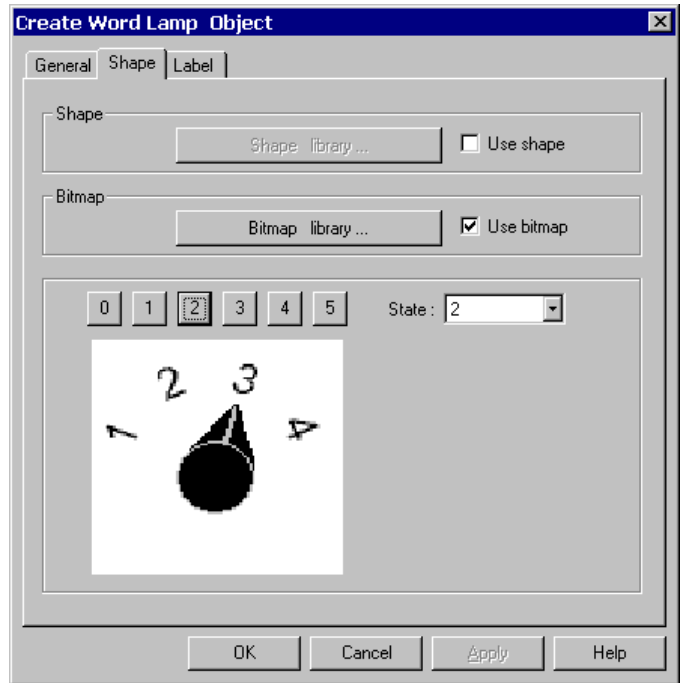 Create Word Lamp Object
General Shape Label
Shape
Shape library ...
Use shape
Bitmap
Bitmap library ...
Use bitmap
0 1 2 3 4 5 State : 2
1 2 3 4
OK Cancel Apply Help